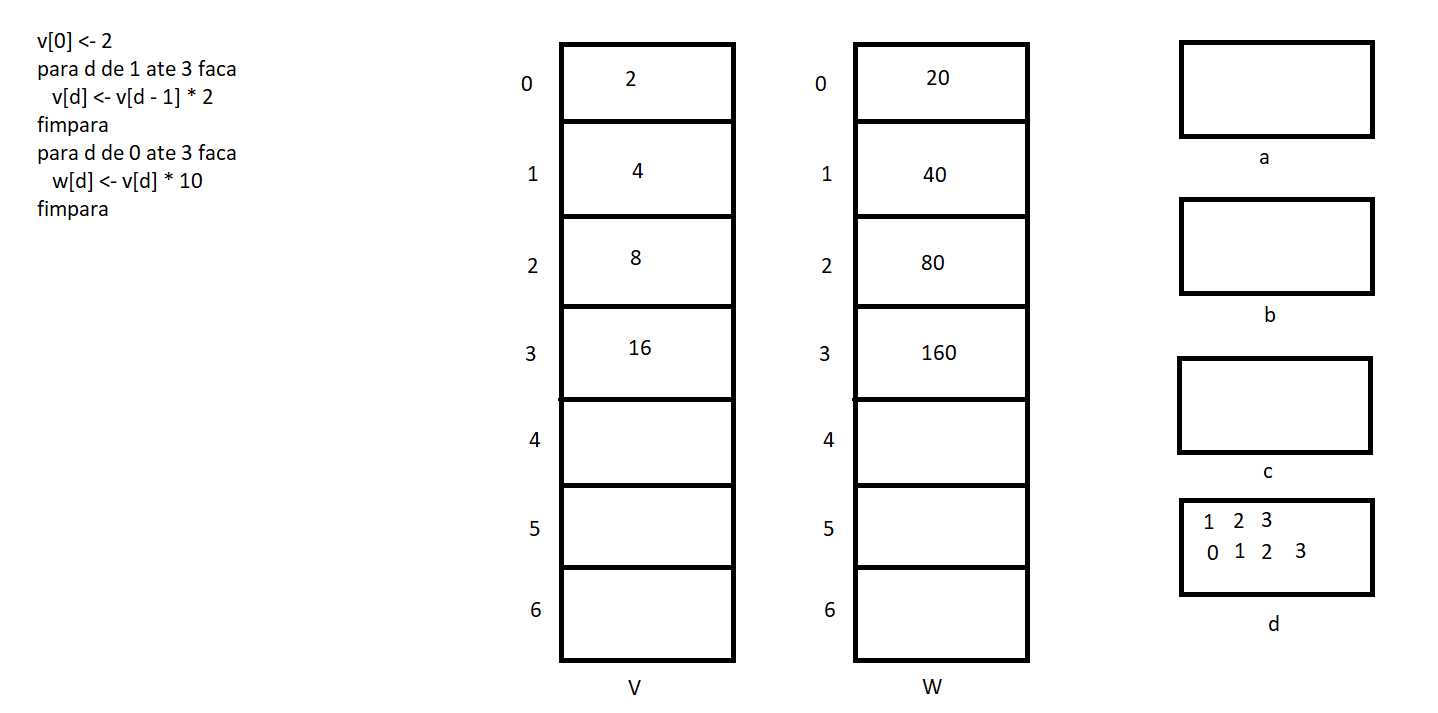 v[0] <- 2
para d de 1 ate 3 faca
v[d] <- v[d - 1] * 2
fimpara
para d de 0 ate 3 faca
w[d] <- v[d] * 10
fimpara
0 2
1 4
2 8
3 16
4
5
6
V
0 20
1 40
2 80
3 160
4
5
6
W
a
b
c
1 2 3
0 1 2 3
d